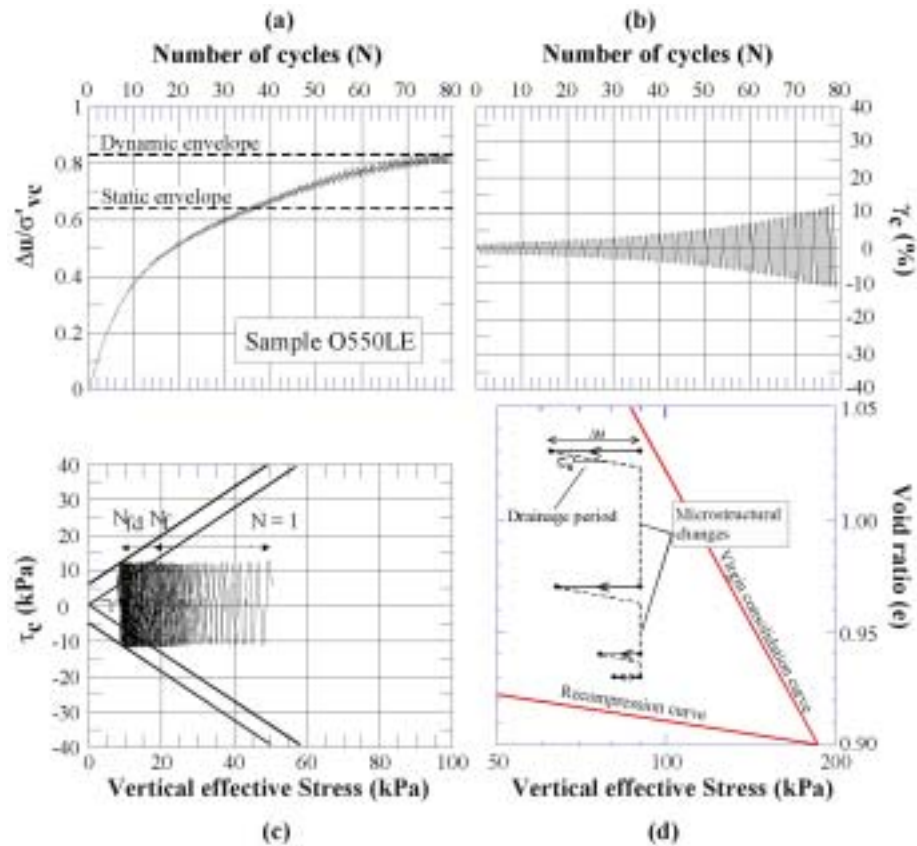 (a)
Number of cycles (N)
0 10 20 30 40 50 60 70 80
1
0.8
0.6
0.4
0.2
0
Δu/σ'vc
Dynamic envelope
Static envelope
Sample O550LE
(b)
Number of cycles (N)
0 10 20 30 40 50 60 70 80
40
30
20
10
0
-10
-20
-30
-40
γc (%)
40
30
20
10
0
-10
-20
-30
-40
τc (kPa)
Nfd Nf N = 1
0 20 40 60 80 100
Vertical effective Stress (kPa)
(c)
1.05
1.00
0.95
0.90
Void ratio (e)
Drainage period
Microstructural
changes
Virgin consolidation curve
Recompression curve
50 100 200
Vertical effective Stress (kPa)
(d)